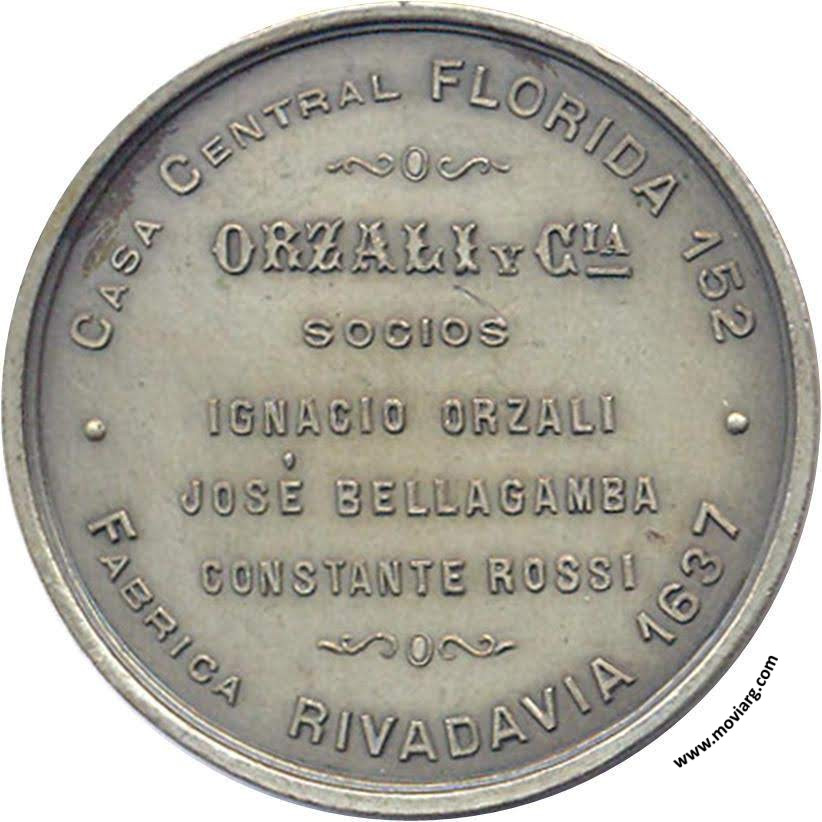 CASA CENTRAL FLORIDA 152
ORZALI Y CIA
SOCIOS
IGNACIO ORZALI
JOSÉ BELLAGAMBA
CONSTANTE ROSSI
FABRICA RIVADAVIA 1637
www.moviarg.com